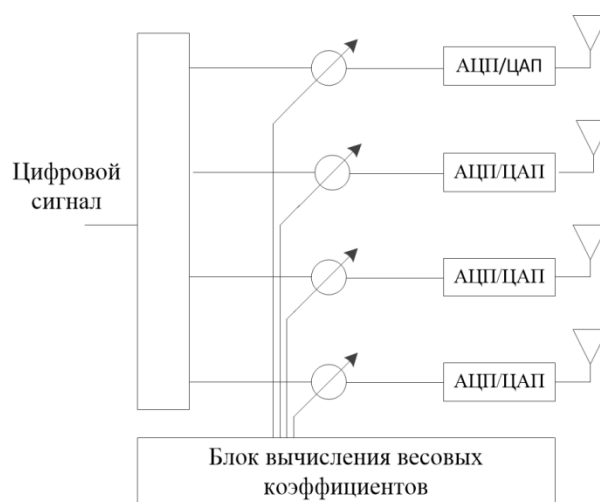 АЦП/ЦАП
АЦП/ЦАП
Цифровой
сигнал
АЦП/ЦАП
АЦП/ЦАП
Блок вычисления весовых
коэффициентов